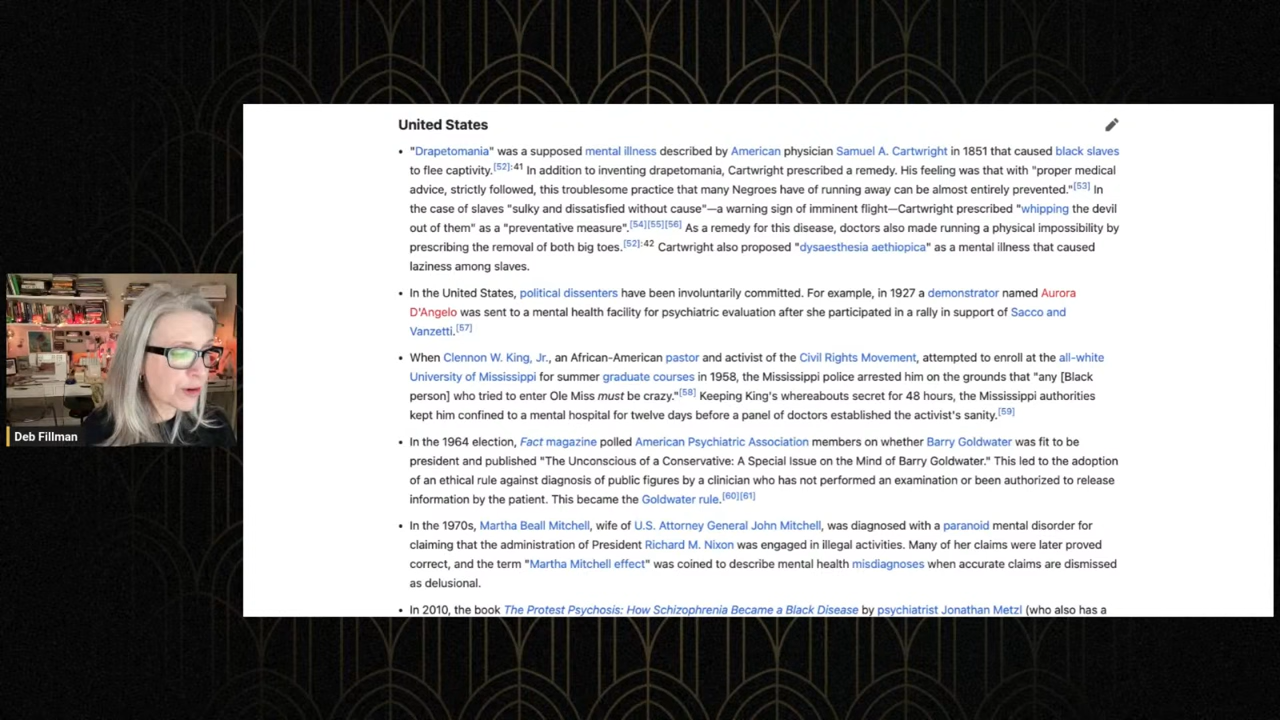 United States
• "Drapetomania" was a supposed mental illness described by American physician Samuel A. Cartwright in 1851 that caused black slaves
to flee captivity.[52]:41 In addition to inventing drapetomania, Cartwright prescribed a remedy. His feeling was that with "proper medical
advice, strictly followed, this troublesome practice that many Negroes have of running away can be almost entirely prevented."[53] In
the case of slaves "sulky and dissatisfied without cause"—a warning sign of imminent flight—Cartwright prescribed "whipping the devil
out of them" as a "preventative measure".[54][55][56] As a remedy for this disease, doctors also made running a physical impossibility by
prescribing the removal of both big toes.[52]:42 Cartwright also proposed "dysaesthesia aethiopica" as a mental illness that caused
laziness among slaves.
• In the United States, political dissenters have been involuntarily committed. For example, in 1927 a demonstrator named Aurora
D'Angelo was sent to a mental health facility for psychiatric evaluation after she participated in a rally in support of Sacco and
Vanzetti.[57]
• When Clennon W. King, Jr., an African-American pastor and activist of the Civil Rights Movement, attempted to enroll at the all-white
University of Mississippi for summer graduate courses in 1958, the Mississippi police arrested him on the grounds that "any [Black
person] who tried to enter Ole Miss must be crazy."[58] Keeping King's whereabouts secret for 48 hours, the Mississippi authorities
kept him confined to a mental hospital for twelve days before a panel of doctors established the activist's sanity.[59]
• In the 1964 election, Fact magazine polled American Psychiatric Association members on whether Barry Goldwater was fit to be
president and published "The Unconscious of a Conservative: A Special Issue on the Mind of Barry Goldwater." This led to the adoption
of an ethical rule against diagnosis of public figures by a clinician who has not performed an examination or been authorized to release
information by the patient. This became the Goldwater rule.[60][61]
• In the 1970s, Martha Beall Mitchell, wife of U.S. Attorney General John Mitchell, was diagnosed with a paranoid mental disorder for
claiming that the administration of President Richard M. Nixon was engaged in illegal activities. Many of her claims were later proved
correct, and the term "Martha Mitchell effect" was coined to describe mental health misdiagnoses when accurate claims are dismissed
as delusional.
• In 2010, the book The Protest Psychosis: How Schizophrenia Became a Black Disease by psychiatrist Jonathan Metzl (who also has a
Deb Fillman